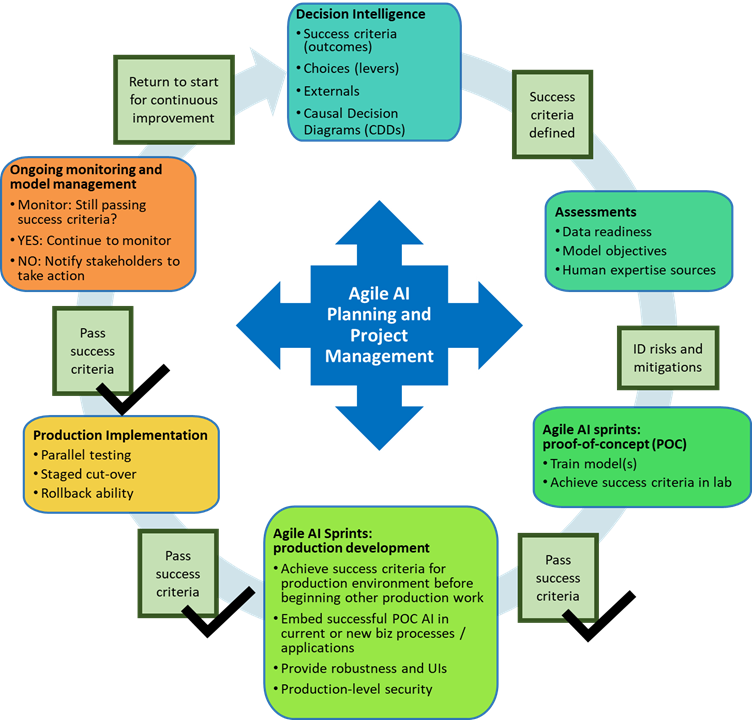 Decision Intelligence
• Success criteria
(outcomes)
• Choices (levers)
• Externals
• Causal Decision
Diagrams (CDDs)
Success
criteria
defined
Assessments
• Data readiness
• Model objectives
• Human expertise sources
ID risks and
mitigations
Agile AI sprints:
proof-of-concept (POC)
• Train model(s)
• Achieve success criteria in lab
Pass
success
criteria
Agile AI Sprints:
production development
• Achieve success criteria for
production environment before
beginning other production work
• Embed successful POC AI in
current or new biz processes /
applications
• Provide robustness and UIs
• Production-level security
Pass
success
criteria
Production Implementation
• Parallel testing
• Staged cut-over
• Rollback ability
Pass
success
criteria
Ongoing monitoring and
model management
• Monitor: Still passing
success criteria?
• YES: Continue to monitor
• NO: Notify stakeholders to
take action
Return to start
for continuous
improvement
Agile AI
Planning and
Project
Management